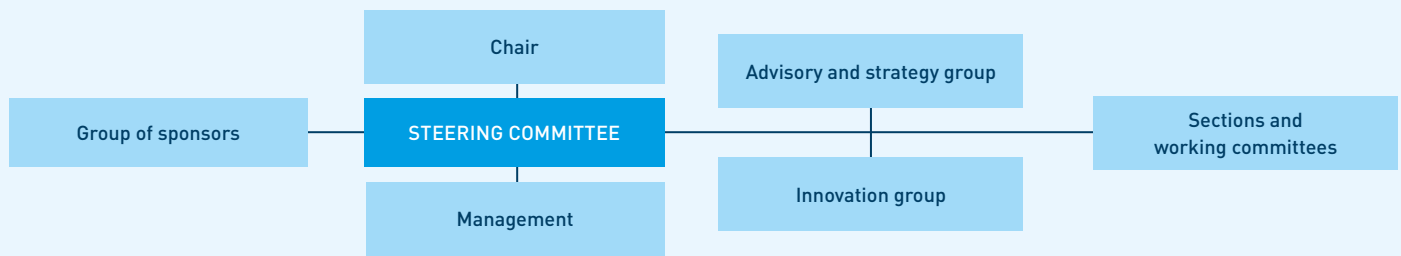 Chair
Advisory and strategy group
Group of sponsors
STEERING COMMITTEE
Sections and
working committees
Management
Innovation group